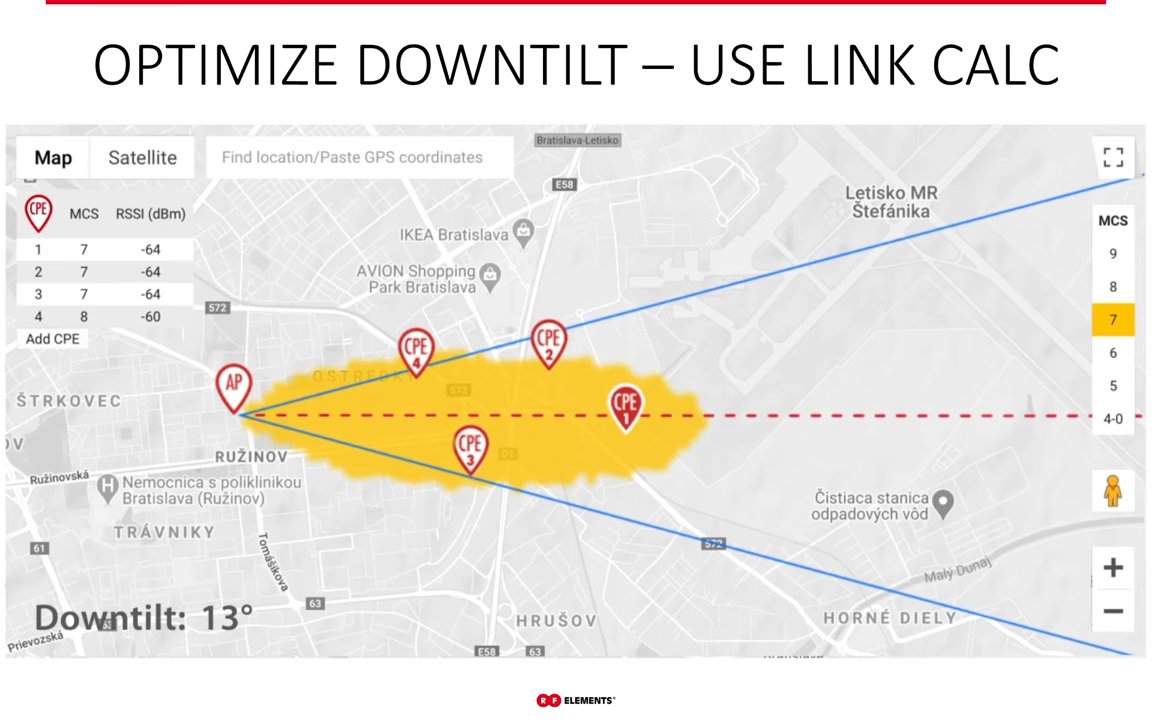 OPTIMIZE DOWNTILT – USE LINK CALC
Map
Satellite
Find location/Paste GPS coordinates
Bratislava-Letisko
CPE
MCS
RSSI (dBm)
1 7 -64
2 7 -64
3 7 -64
4 8 -60
Add CPE
E58
IKEA Bratislava
AVION Shopping
Park Bratislava
Letisko MR
Štefánika
MCS
9
8
7
6
5
4-0
572
CPE
4
CPE
2
AP
CPE
1
572
ŠTRKOVEC
CPE
3
D1
OV
RUŽINOV
Ružinovská
Nemocnica s poliklinikou
Bratislava (Ružinov)
H
TRÁVNIKY
Čistiaca stanica
odpadových vôd
572
61
Tomášikova
Malý Dunaj
63
Downtilt: 13°
63
HRUŠOV
HORNÉ DIELY
Prievozská
E58
63
+
−
RF ELEMENTS